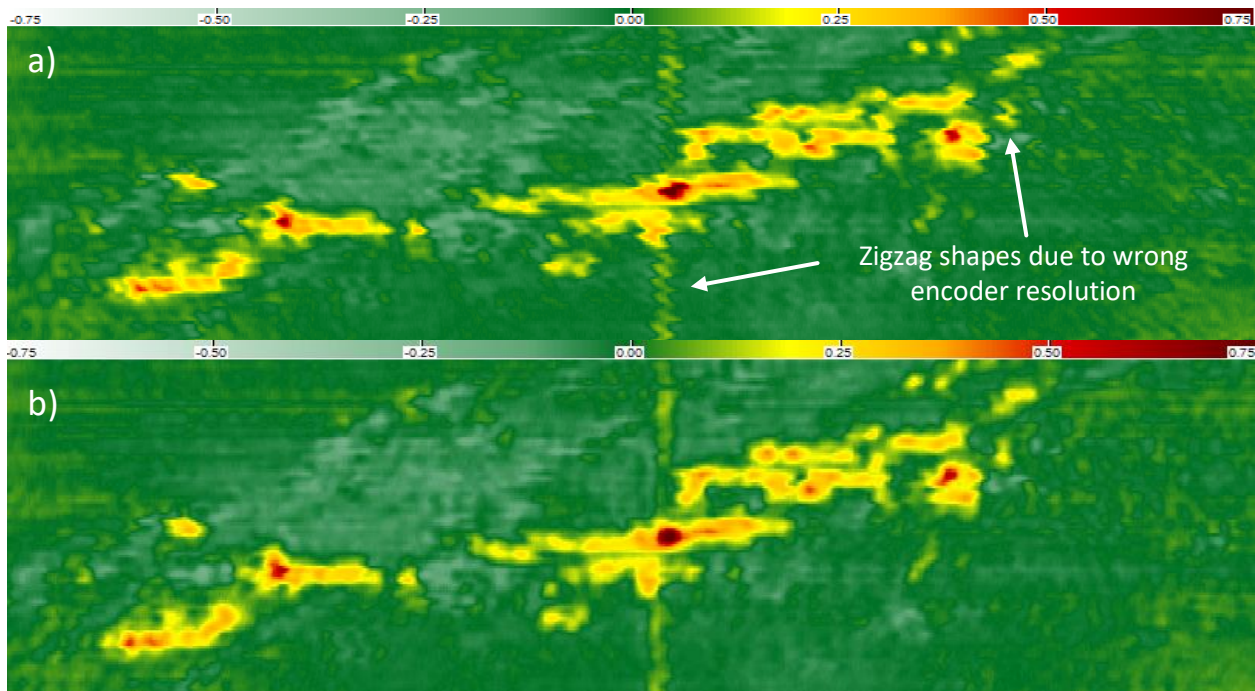 -0.75 -0.50 -0.25 0.00 0.25 0.50 0.75
a)
Zigzag shapes due to wrong
encoder resolution
-0.75 -0.50 -0.25 0.00 0.25 0.50 0.75
b)